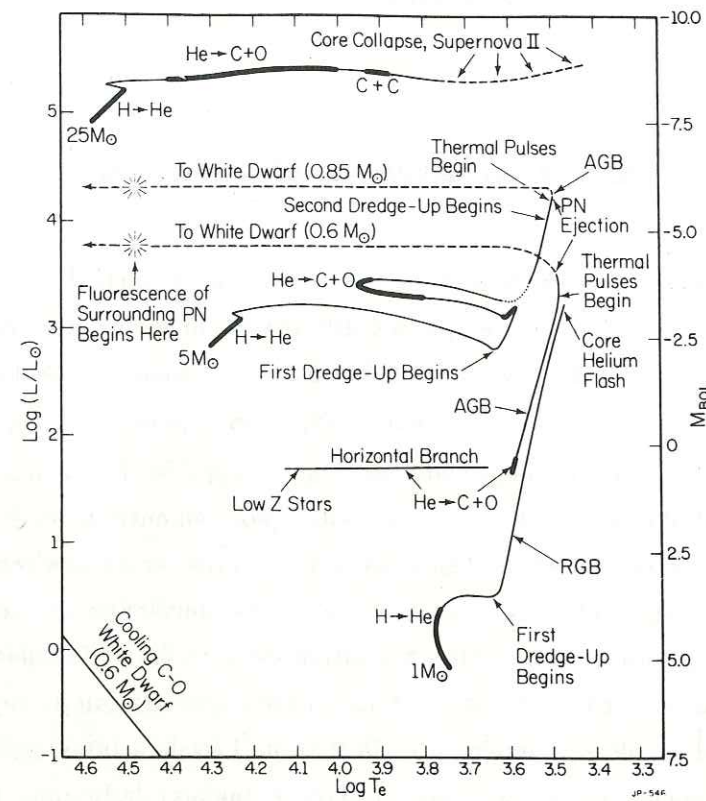 Core Collapse, Supernova II
He→C+O
C + C
H→He
25M⊙
-10.0
5
-7.5
Thermal Pulses
Begin
AGB
To White Dwarf (0.85 M⊙)
Second Dredge-Up Begins
PN
Ejection
4
To White Dwarf (0.6 M⊙)
-5.0
Thermal
Pulses
Begin
He→C+O
Fluorescence of
Surrounding PN
Begins Here
H→He
3
5M⊙
First Dredge-Up Begins
Core
Helium
Flash
-2.5
Log (L/L⊙)
MBOL
AGB
2
0
Horizontal Branch
Low Z Stars
He→C+O
1
RGB
2.5
H→He
0
First
Dredge-Up
Begins
1M⊙
5.0
Cooling C-O
White Dwarf
(0.6 M⊙)
-1
7.5
4.6 4.5 4.4 4.3 4.2 4.1 4.0 3.9 3.8 3.7 3.6 3.5 3.4 3.3
Log Te
JP-546